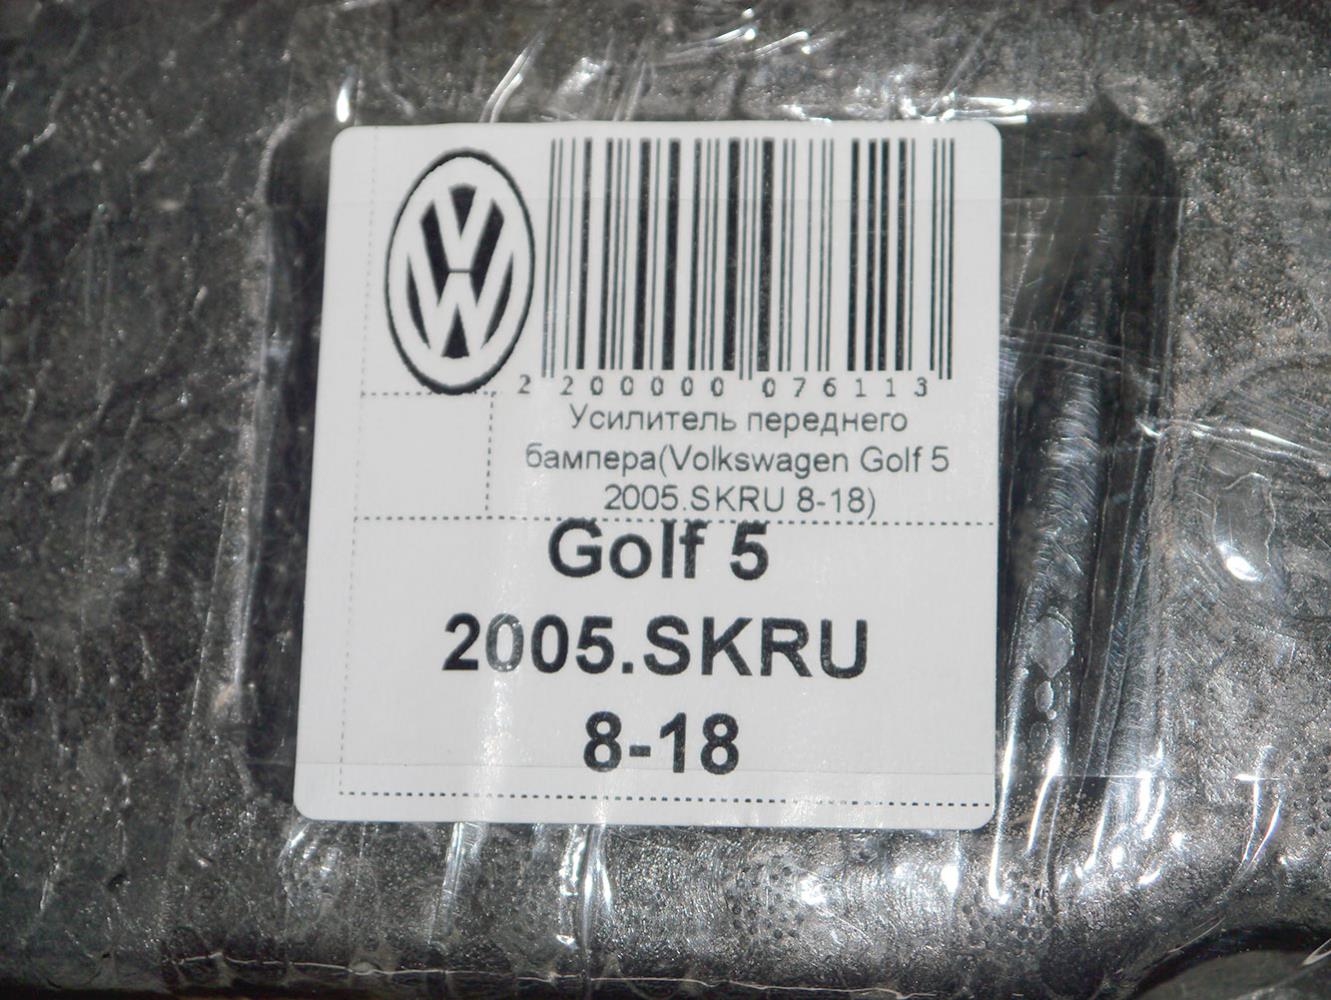 2 200000 076113
Усилитель переднего
бампера(Volkswagen Golf 5
2005.SKRU 8-18)
Golf 5
2005.SKRU
8-18